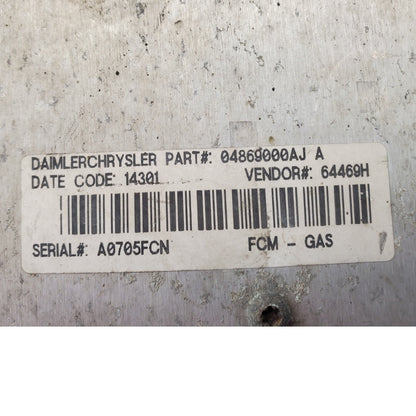 DAIMLERCHRYSLER PART#: 04869000AJ A
DATE CODE: 14301 VENDOR#: 64469H
SERIAL#: A0705FCN FCM - GAS